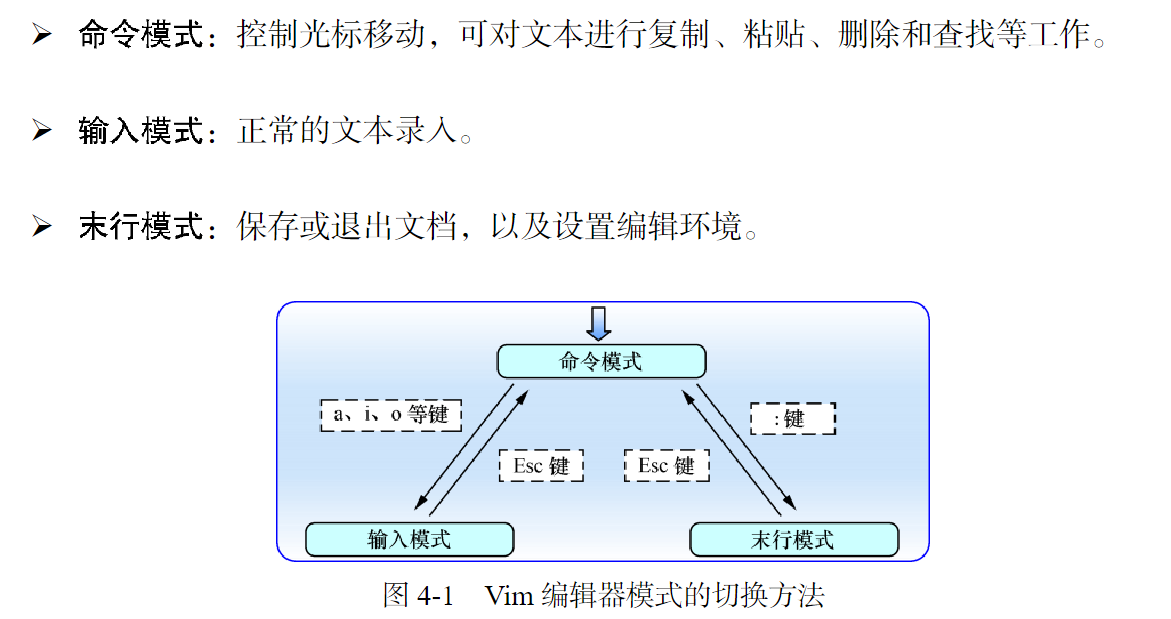 ➢ 命令模式：控制光标移动，可对文本进行复制、粘贴、删除和查找等工作。
➢ 输入模式：正常的文本录入。
➢ 末行模式：保存或退出文档，以及设置编辑环境。
命令模式
a、i、o 等键
:键
Esc 键
Esc 键
输入模式
末行模式
图 4-1 Vim 编辑器模式的切换方法